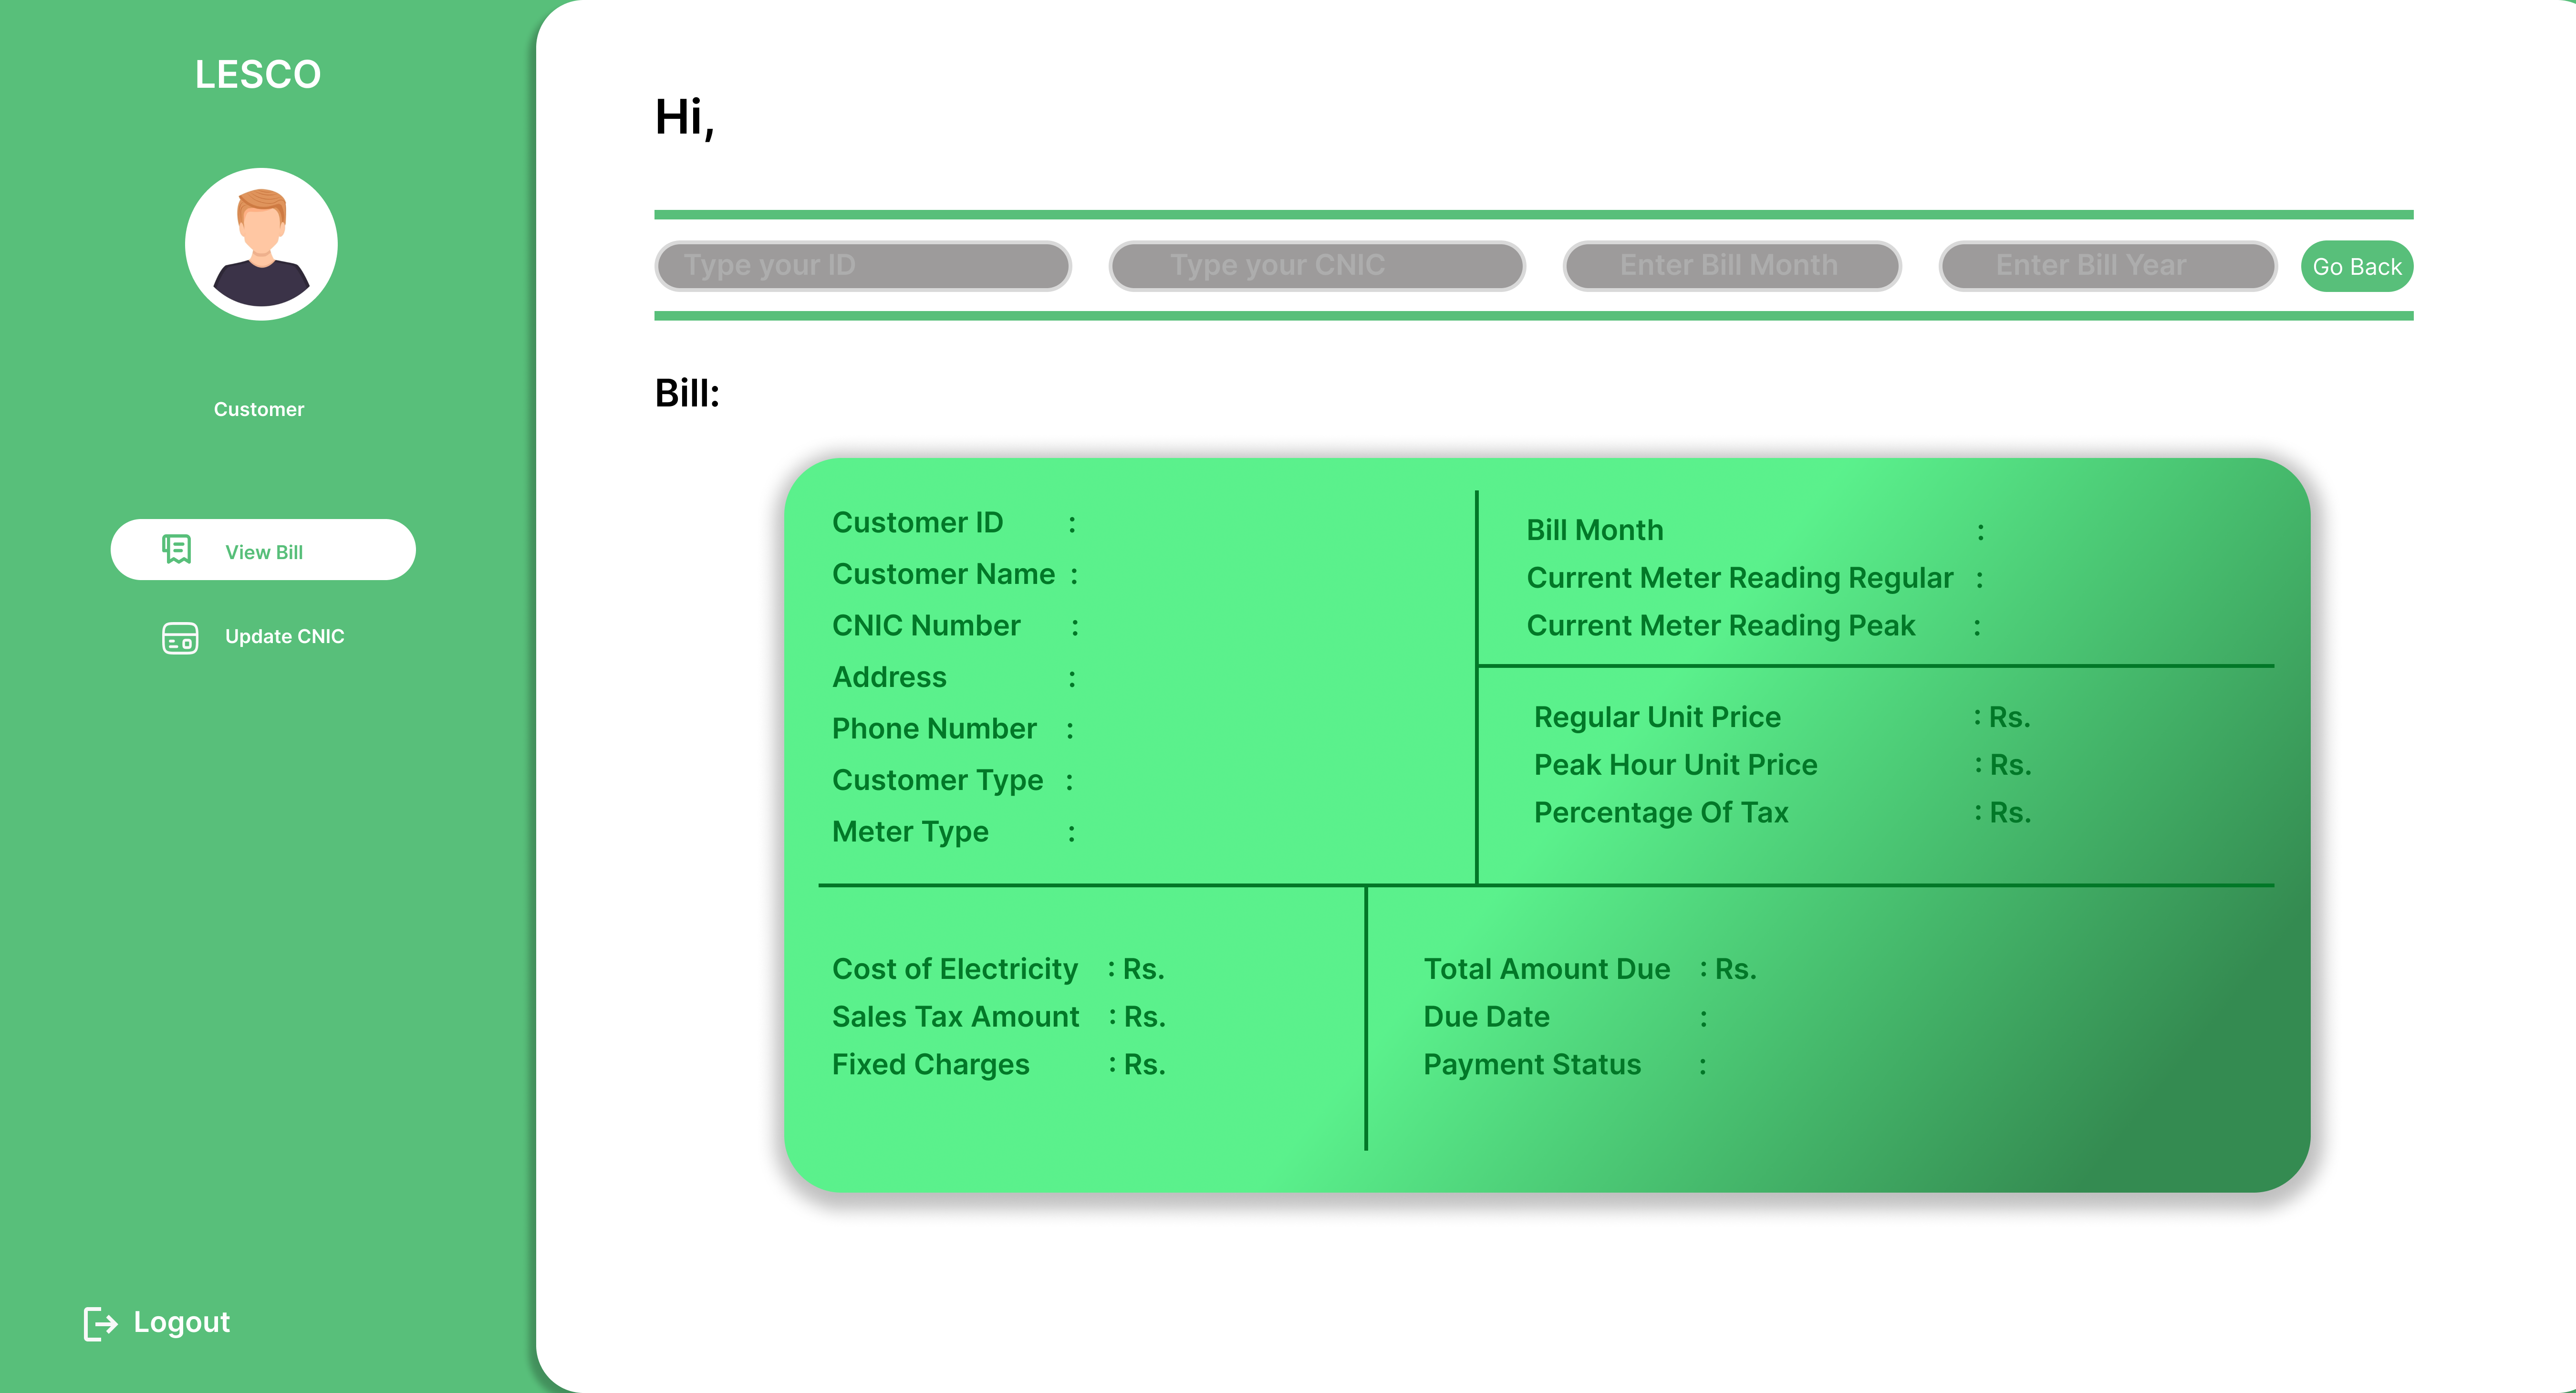 LESCO
Customer
View Bill
Update CNIC
Logout
Hi,
Type your ID
Type your CNIC
Enter Bill Month
Enter Bill Year
Go Back
Bill:
Customer ID :
Customer Name :
CNIC Number :
Address :
Phone Number :
Customer Type :
Meter Type :
Bill Month :
Current Meter Reading Regular :
Current Meter Reading Peak :
Regular Unit Price : Rs.
Peak Hour Unit Price : Rs.
Percentage Of Tax : Rs.
Cost of Electricity : Rs.
Sales Tax Amount : Rs.
Fixed Charges : Rs.
Total Amount Due : Rs.
Due Date :
Payment Status :